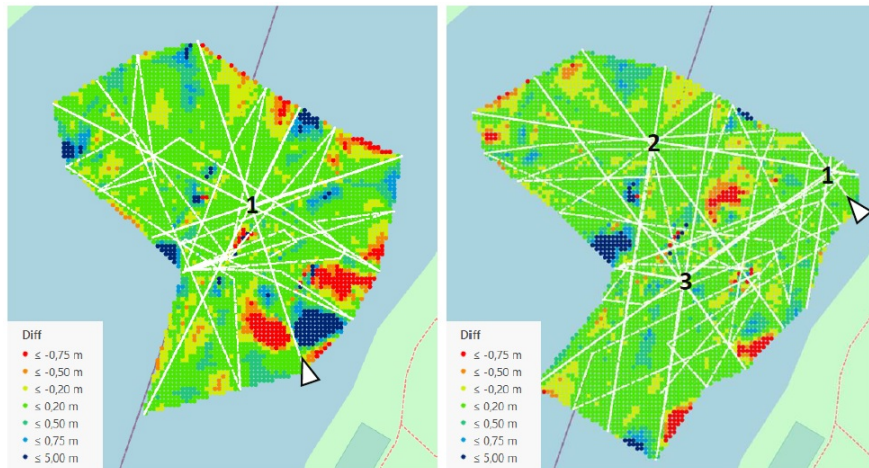 1
Diff
≤ -0,75 m
≤ -0,50 m
≤ -0,20 m
≤ 0,20 m
≤ 0,50 m
≤ 0,75 m
≤ 5,00 m
2
1
3
Diff
≤ -0,75 m
≤ -0,50 m
≤ -0,20 m
≤ 0,20 m
≤ 0,50 m
≤ 0,75 m
≤ 5,00 m